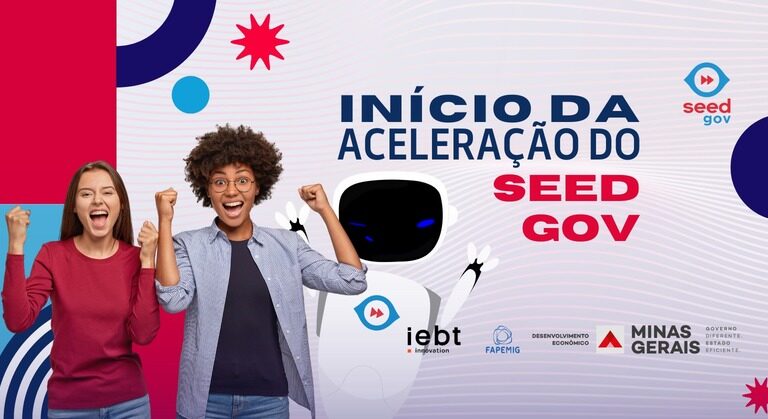 INÍCIO DA
ACELERAÇÃO DO
SEED
GOV
seed
gov
iebt
innovation
FAPEMIG
DESENVOLVIMENTO
ECONÔMICO
MINAS
GERAIS
GOVERNO
DIFERENTE.
ESTADO
EFICIENTE.